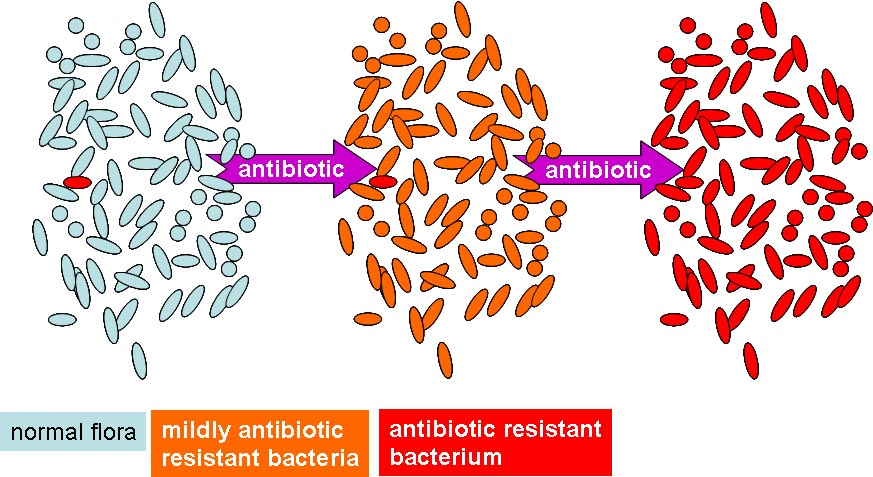 antibiotic
antibiotic
normal flora
mildly antibiotic
resistant bacteria
antibiotic resistant
bacterium